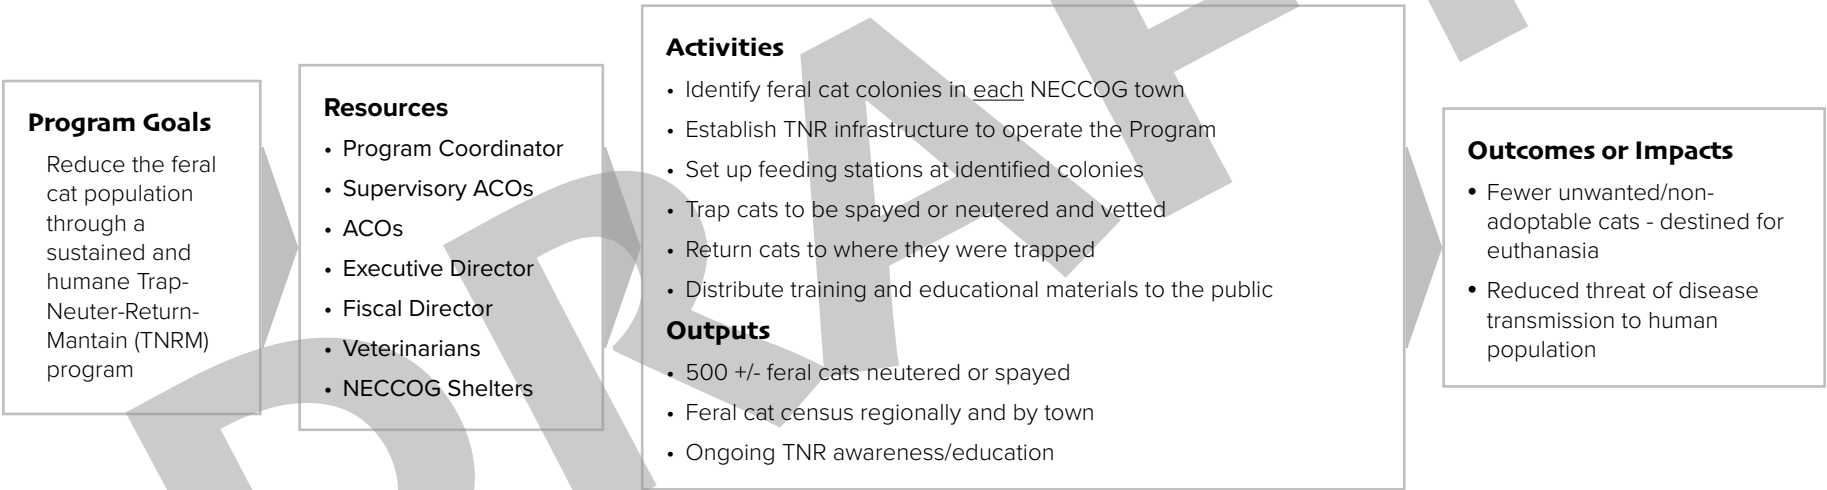 Program Goals
Reduce the feral
cat population
through a
sustained and
humane Trap-
Neuter-Return-
Mantain (TNRM)
program
Resources
• Program Coordinator
• Supervisory ACOs
• ACOs
• Executive Director
• Fiscal Director
• Veterinarians
• NECCOG Shelters
Activities
• Identify feral cat colonies in each NECCOG town
• Establish TNR infrastructure to operate the Program
• Set up feeding stations at identified colonies
• Trap cats to be spayed or neutered and vetted
• Return cats to where they were trapped
• Distribute training and educational materials to the public
Outputs
• 500 +/- feral cats neutered or spayed
• Feral cat census regionally and by town
• Ongoing TNR awareness/education
Outcomes or Impacts
• Fewer unwanted/non-
adoptable cats - destined for
euthanasia
• Reduced threat of disease
transmission to human
population
DRAFT